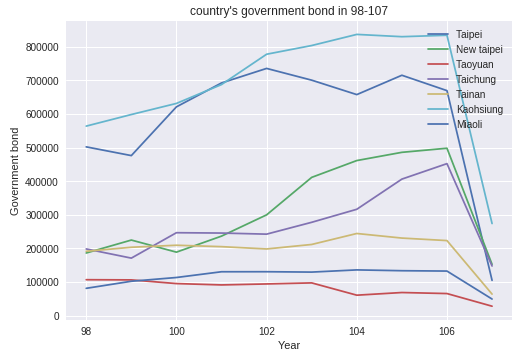 country's government bond in 98-107
Taipei
New taipei
Taoyuan
Taichung
Tainan
Kaohsiung
Miaoli
800000
700000
600000
500000
400000
300000
200000
100000
0
Government bond
98 100 102 104 106
Year